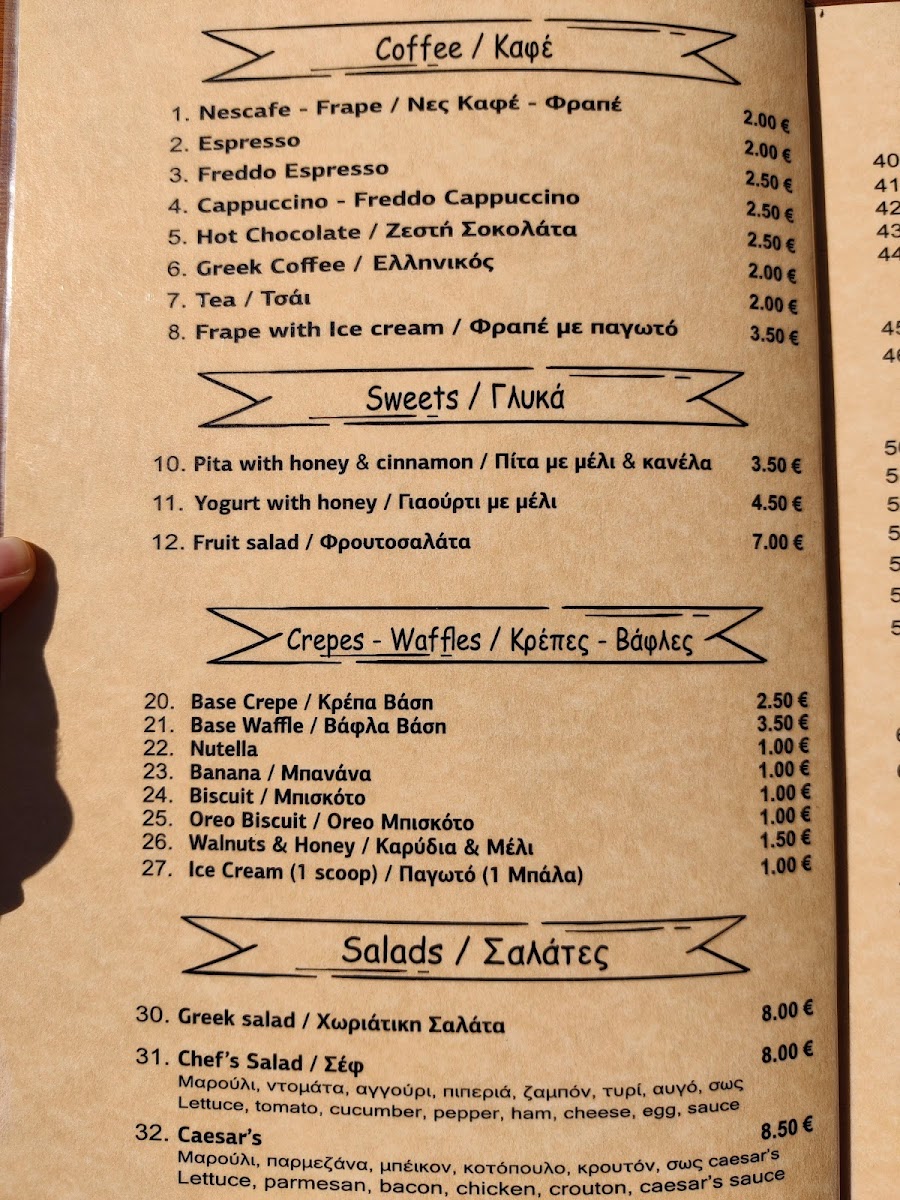 Coffee / Καφέ
1. Nescafe - Frape / Νες Καφέ - Φραπέ 2.00 €
2. Espresso 2.00 €
3. Freddo Espresso 2.50 €
4. Cappuccino - Freddo Cappuccino 2.50 €
5. Hot Chocolate / Ζεστή Σοκολάτα 2.50 €
6. Greek Coffee / Ελληνικός 2.00 €
7. Tea / Τσάι 2.00 €
8. Frape with Ice cream / Φραπέ με παγωτό 3.50 €
Sweets / Γλυκά
10. Pita with honey & cinnamon / Πίτα με μέλι & κανέλα 3.50 €
11. Yogurt with honey / Γιαούρτι με μέλι 4.50 €
12. Fruit salad / Φρουτοσαλάτα 7.00 €
Crepes - Waffles / Κρέπες - Βάφλες
20. Base Crepe / Κρέπα Βάση 2.50 €
21. Base Waffle / Βάφλα Βάση 3.50 €
22. Nutella 1.00 €
23. Banana / Μπανάνα 1.00 €
24. Biscuit / Μπισκότο 1.00 €
25. Oreo Biscuit / Oreo Μπισκότο 1.00 €
26. Walnuts & Honey / Καρύδια & Μέλι 1.50 €
27. Ice Cream (1 scoop) / Παγωτό (1 Μπάλα) 1.00 €
Salads / Σαλάτες
30. Greek salad / Χωριάτικη Σαλάτα 8.00 €
31. Chef's Salad / Σέφ 8.00 €
Μαρούλι, ντομάτα, αγγούρι, πιπεριά, ζαμπόν, τυρί, αυγό, σως
Lettuce, tomato, cucumber, pepper, ham, cheese, egg, sauce
32. Caesar's 8.50 €
Μαρούλι, παρμεζάνα, μπέικον, κοτόπουλο, κρουτόν, σως caesar's
Lettuce, parmesan, bacon, chicken, crouton, caesar's sauce
40
41
42
43
44
45
46